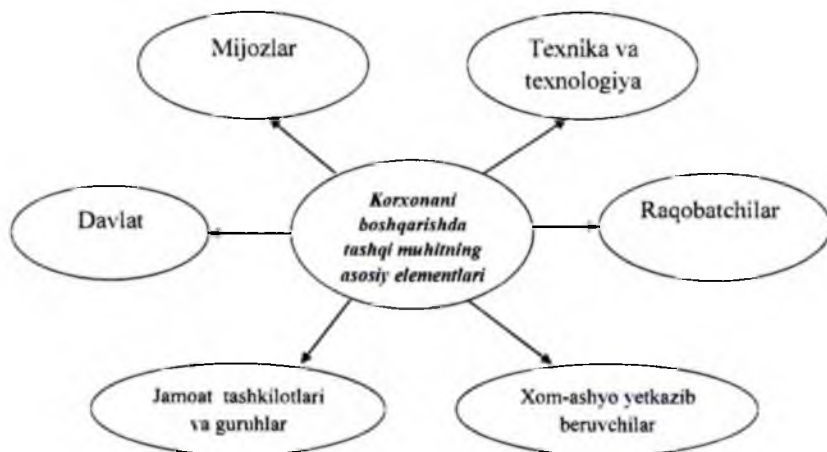 Mijozlar
Texnika va
texnologiya
Davlat
Korxonani
boshqarishda
tashqi muhitning
asosiy elementlari
Raqobatchilar
Jamoat tashkilotlari
va guruhlar
Xom-ashyo yetkazib
beruvchilar